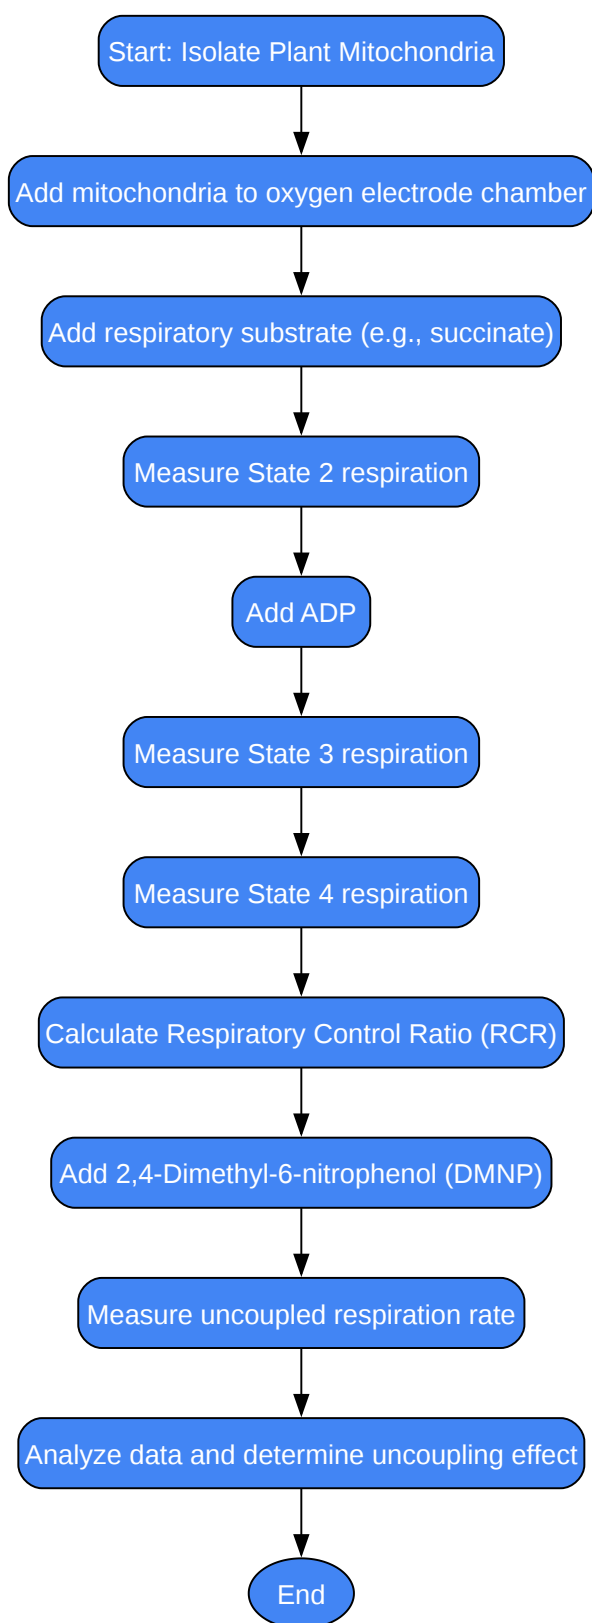 Start: Isolate Plant Mitochondria
Add mitochondria to oxygen electrode chamber
Add respiratory substrate (e.g., succinate)
Measure State 2 respiration
Add ADP
Measure State 3 respiration
Measure State 4 respiration
Calculate Respiratory Control Ratio (RCR)
Add 2,4-Dimethyl-6-nitrophenol (DMNP)
Measure uncoupled respiration rate
Analyze data and determine uncoupling effect
End